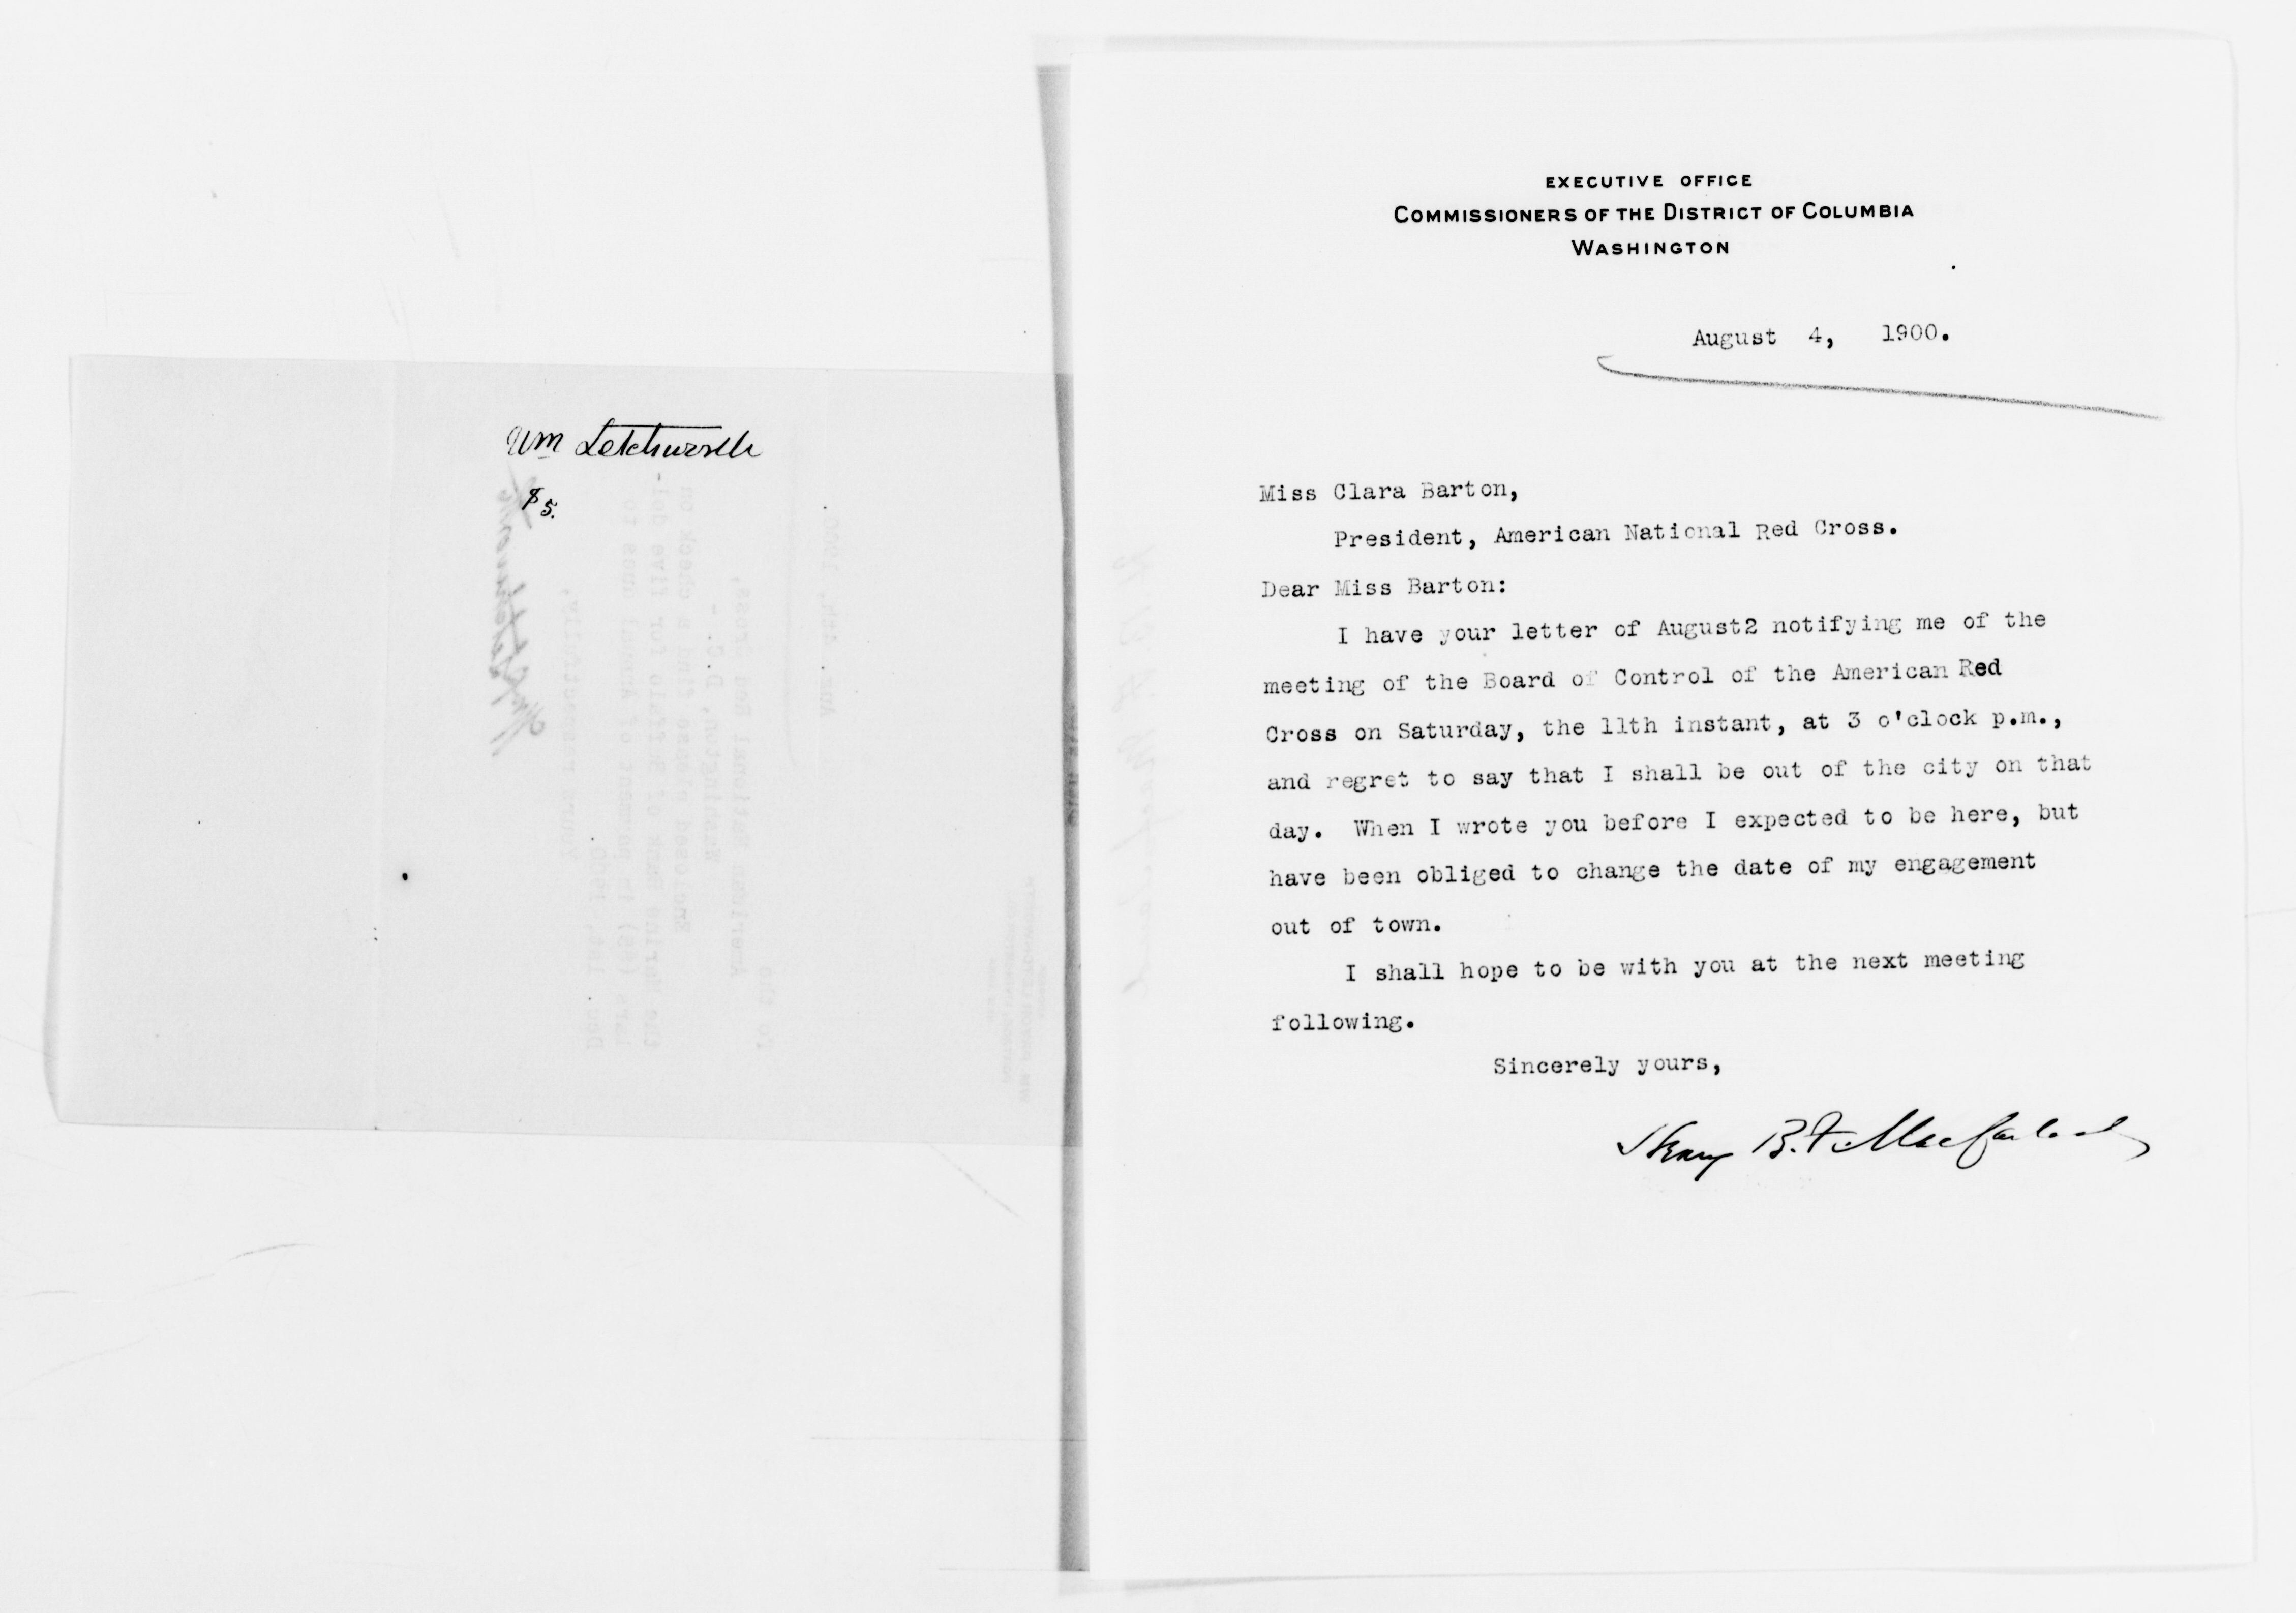 Wm Letchworth
$5.
EXECUTIVE OFFICE
COMMISSIONERS OF THE DISTRICT OF COLUMBIA
WASHINGTON
August 4, 1900.
Miss Clara Barton,
President, American National Red Cross.
Dear Miss Barton:
I have your letter of August2 notifying me of the
meeting of the Board of Control of the American Red
Cross on Saturday, the 11th instant, at 3 o'clock p.m.,
and regret to say that I shall be out of the city on that
day. When I wrote you before I expected to be here, but
have been obliged to change the date of my engagement
out of town.
I shall hope to be with you at the next meeting
following.
Sincerely yours,
Henry B. F. Macfarland